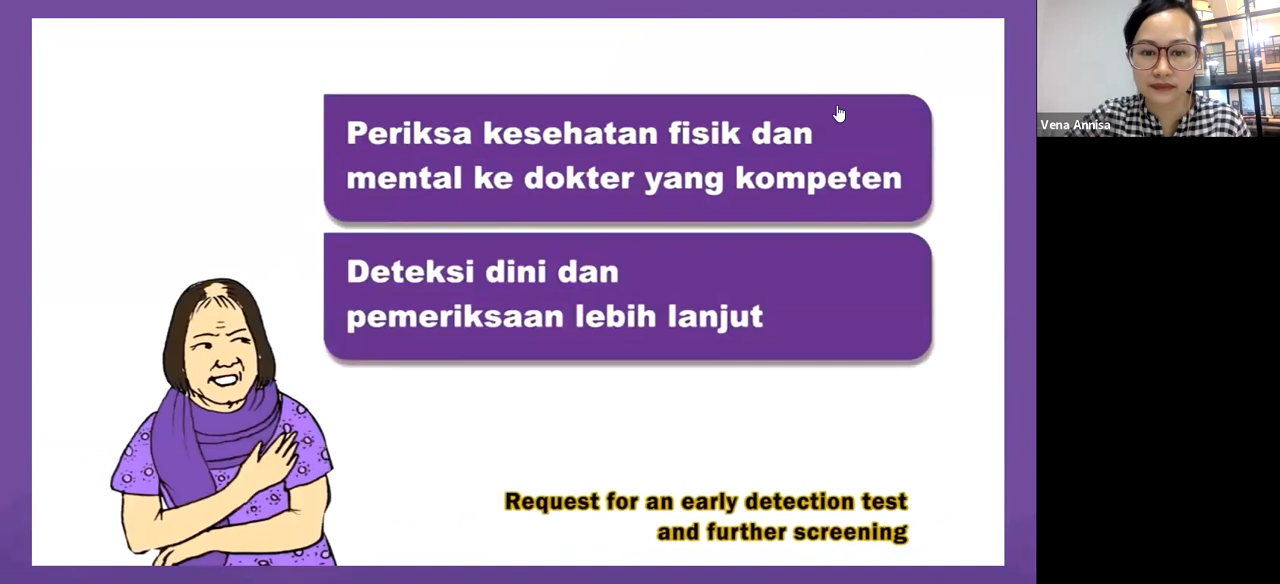 Periksa kesehatan fisik dan
mental ke dokter yang kompeten
Deteksi dini dan
pemeriksaan lebih lanjut
Request for an early detection test
and further screening
Vena Annisa